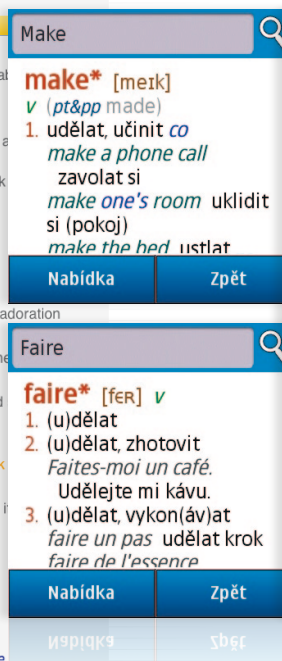 Make
make* [meɪk]
v (pt&pp made)
1. udělat, učinit co
make a phone call
zavolat si
make one's room uklidit
si (pokoj)
make the bed ustlat
Nabídka Zpět
adoration
Faire
faire* [fɛʀ] v
1. (u)dělat
2. (u)dělat, zhotovit
Faites-moi un café.
Udělejte mi kávu.
3. (u)dělat, vykon(áv)at
faire un pas udělat krok
faire de l'essence
Nabídka Zpět